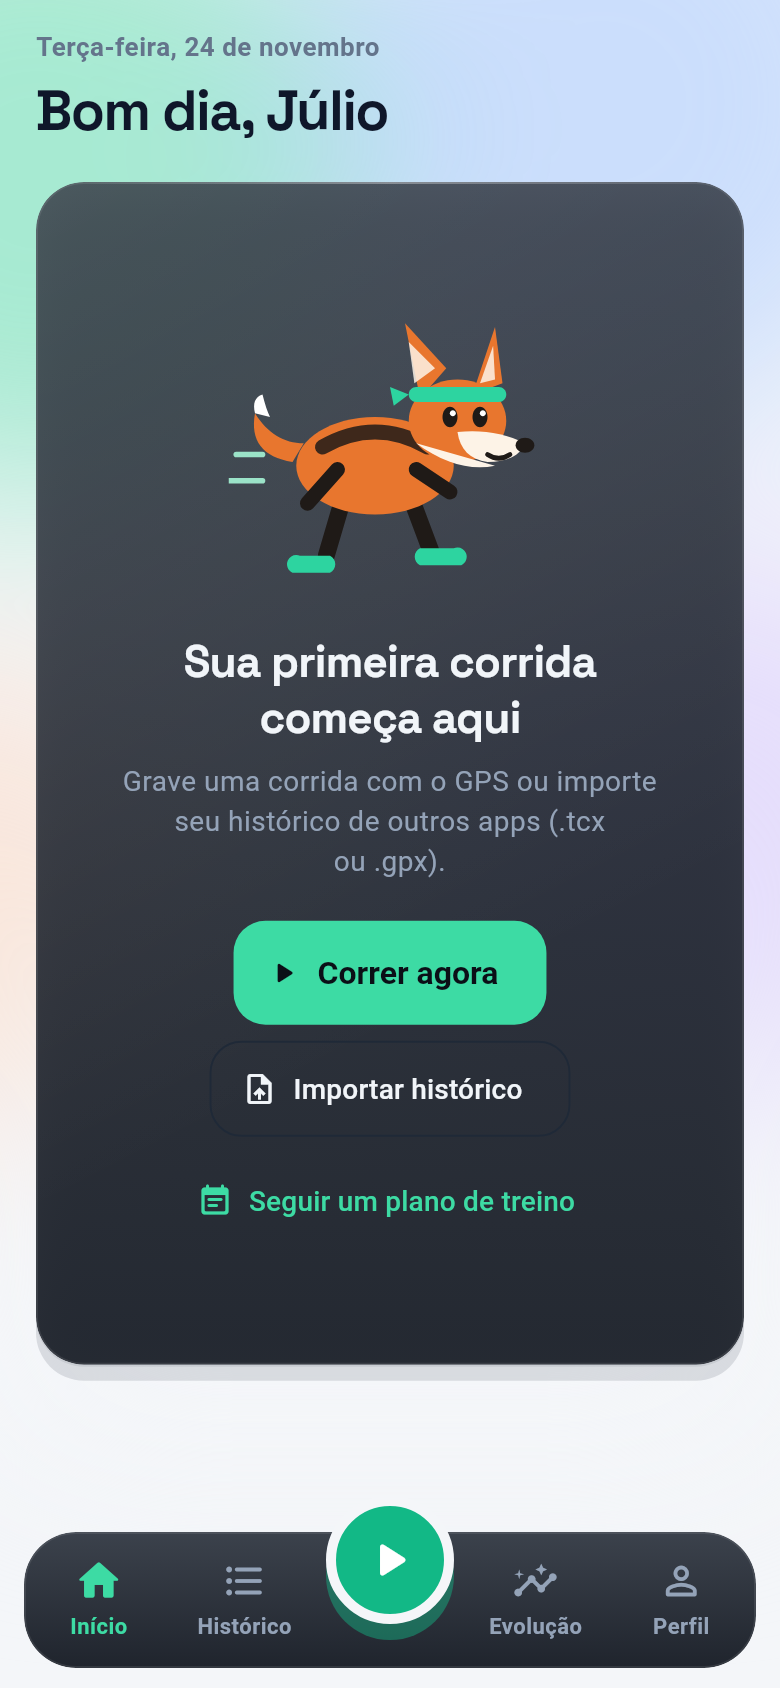 Terça-feira, 24 de novembro
Bom dia, Júlio
Sua primeira corrida
começa aqui
Grave uma corrida com o GPS ou importe
seu histórico de outros apps (.tcx
ou .gpx).
Correr agora
Importar histórico
Seguir um plano de treino
Início
Histórico
Evolução
Perfil